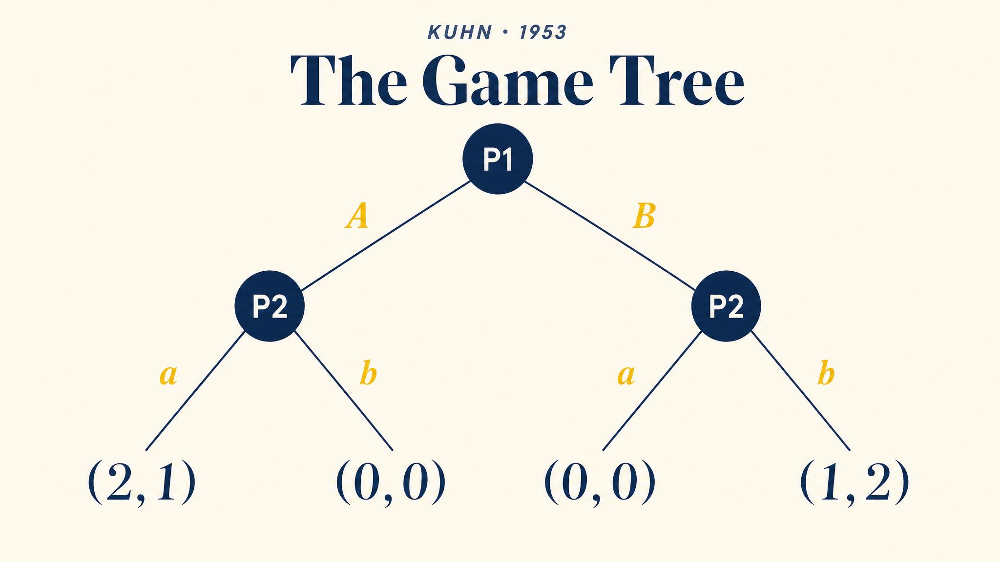 KUHN • 1953
The Game Tree
P1
A B
P2 P2
a b a b
(2, 1) (0, 0) (0, 0) (1, 2)